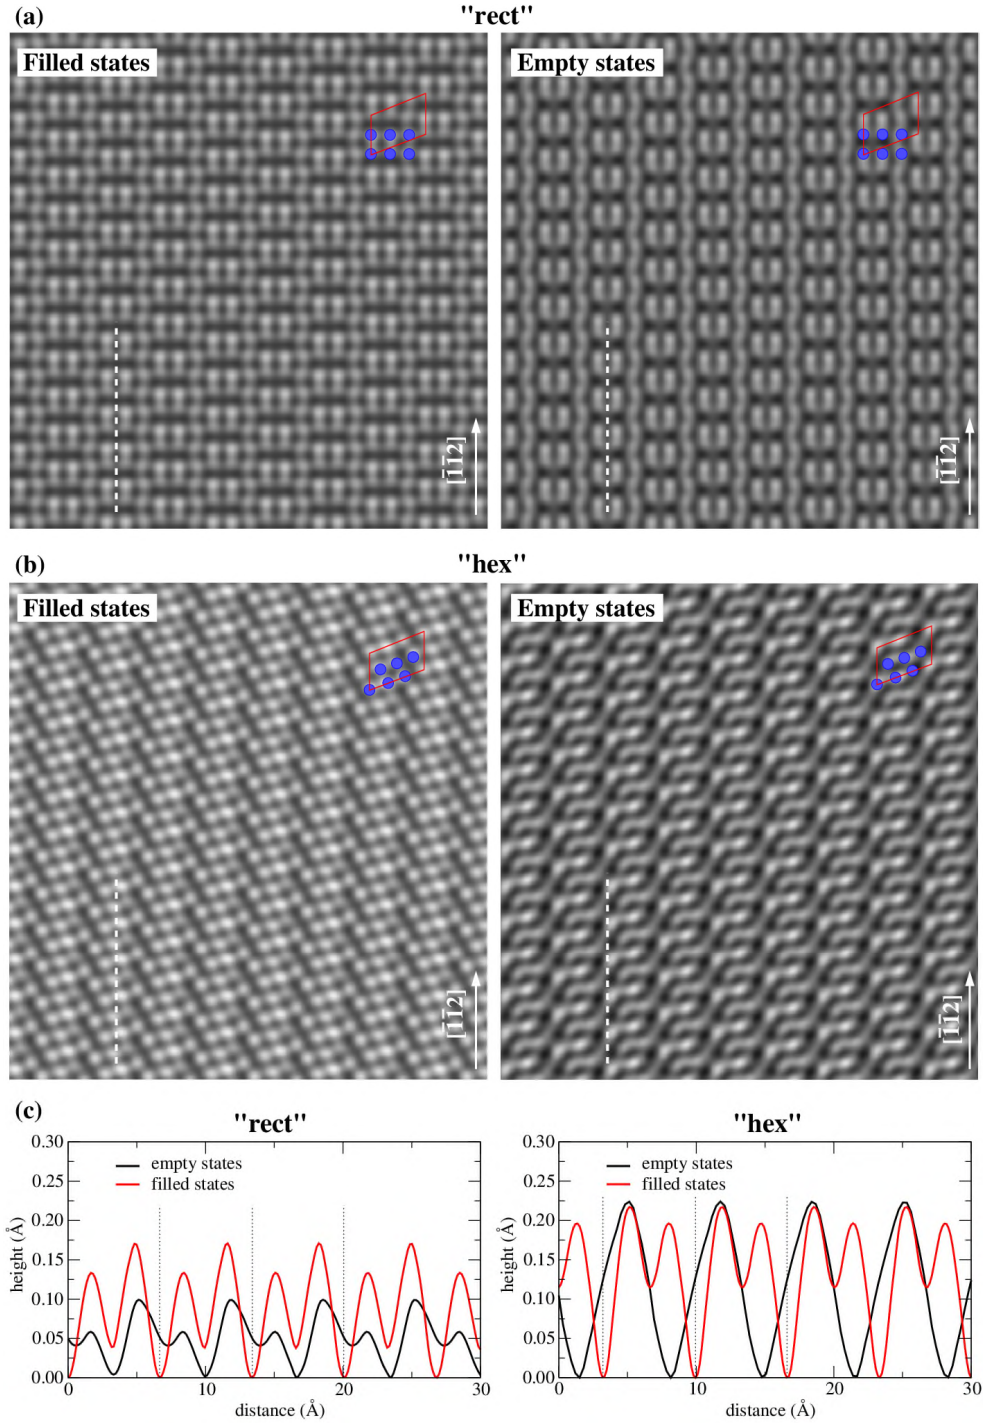 (a)
"rect"
Filled states
Empty states
[1̅1̅2]
[1̅1̅2]
(b)
"hex"
Filled states
Empty states
[1̅1̅2]
[1̅1̅2]
(c)
"rect"
"hex"
0.30
0.25
0.20
0.15
0.10
0.05
0.00
height (Å)
empty states
filled states
0 10 20 30
distance (Å)
0.30
0.25
0.20
0.15
0.10
0.05
0.00
height (Å)
empty states
filled states
0 10 20 30
distance (Å)